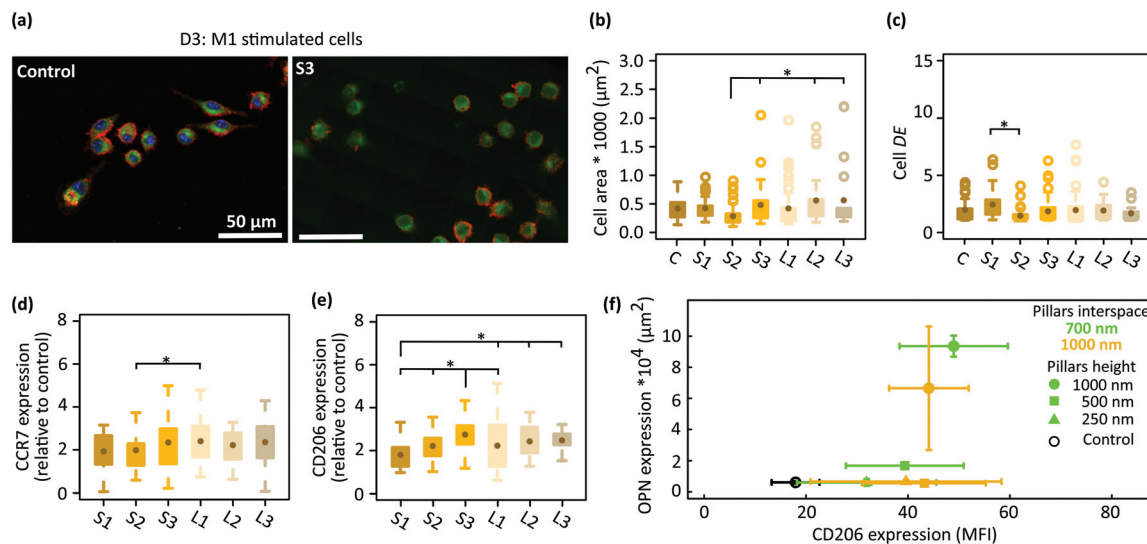 (a)
D3: M1 stimulated cells
Control
S3
50 µm
(b)
Cell area * 1000 (µm²)
3.0
2.5
2.0
1.5
1.0
0.5
0.0
*
C S1 S2 S3 L1 L2 L3
(c)
Cell DE
15
10
5
0
*
C S1 S2 S3 L1 L2 L3
(d)
CCR7 expression
(relative to control)
8
6
4
2
0
*
S1 S2 S3 L1 L2 L3
(e)
CD206 expression
(relative to control)
8
6
4
2
0
*
*
S1 S2 S3 L1 L2 L3
(f)
OPN expression *10⁴ (µm²)
10
8
6
4
2
0
0 20 40 60 80
CD206 expression (MFI)
Pillars interspace
700 nm
1000 nm
Pillars height
1000 nm
500 nm
250 nm
Control